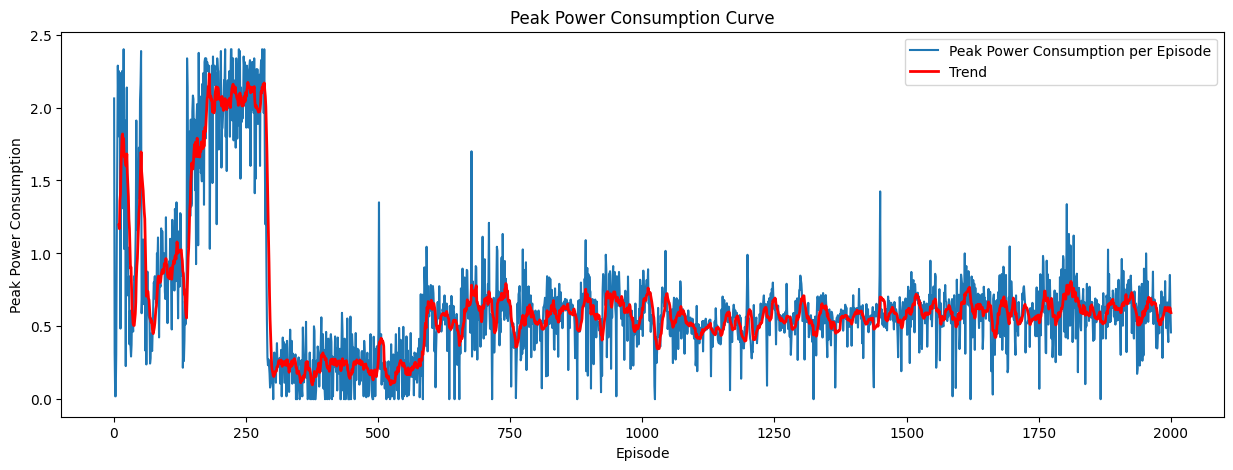 Peak Power Consumption Curve
Peak Power Consumption per Episode
Trend
Peak Consumption
2.5
2.0
1.5
1.0
0.5
0.0
0 250 500 750 1000 1250 1500 1750 2000
Episode